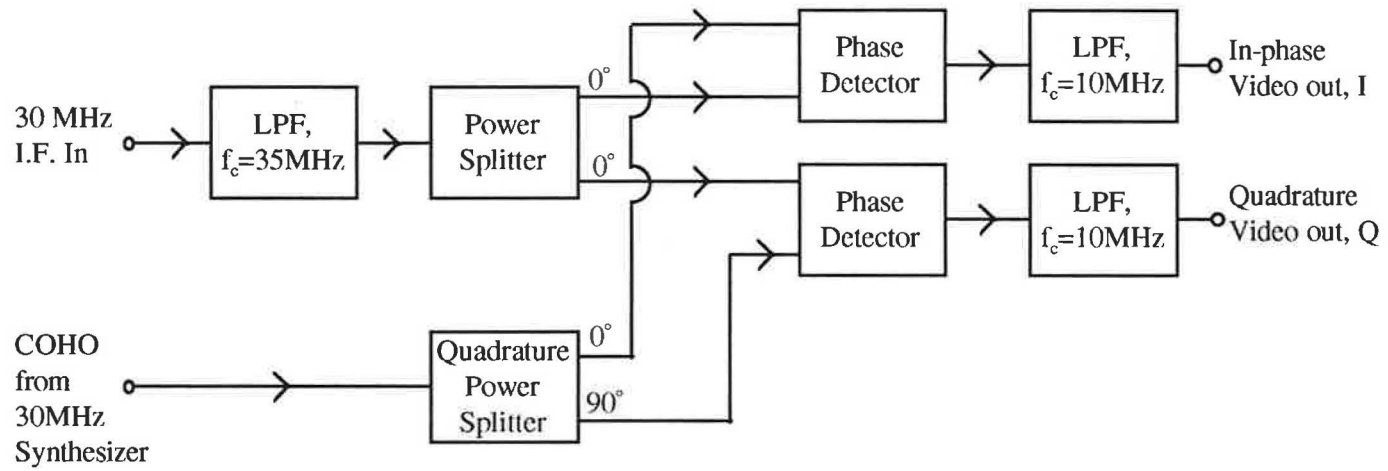 30 MHz
I.F. In
LPF,
f_c=35MHz
Power
Splitter
0°
0°
Phase
Detector
LPF,
f_c=10MHz
In-phase
Video out, I
Phase
Detector
LPF,
f_c=10MHz
Quadrature
Video out, Q
COHO
from
30MHz
Synthesizer
Quadrature
Power
Splitter
0°
90°